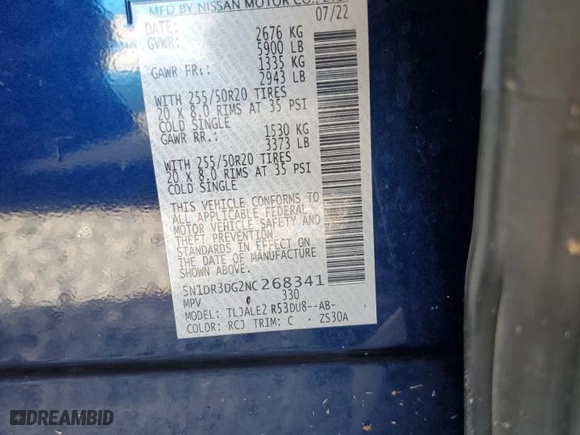 MFD BY NISSAN MOTOR CO.,
DATE: 07/22
GVWR: 2676 KG
5900 LB
GAWR FR.: 1335 KG
2943 LB
WITH 255/50R20 TIRES
20 X 8.0 RIMS AT 35 PSI
COLD SINGLE
GAWR RR.: 1530 KG
3373 LB
WITH 255/50R20 TIRES
20 X 8.0 RIMS AT 35 PSI
COLD SINGLE
THIS VEHICLE CONFORMS TO
ALL APPLICABLE FEDERAL
MOTOR VEHICLE SAFETY AND
THEFT PREVENTION
STANDARDS IN EFFECT ON
THE DATE OF MANUFACTURE
5N1DR3DG2NC268341
MPV 330
MODEL: TLJALE2 R53DU8--AB-
COLOR: RCJ TRIM: C - ZS30A
DREAMBID